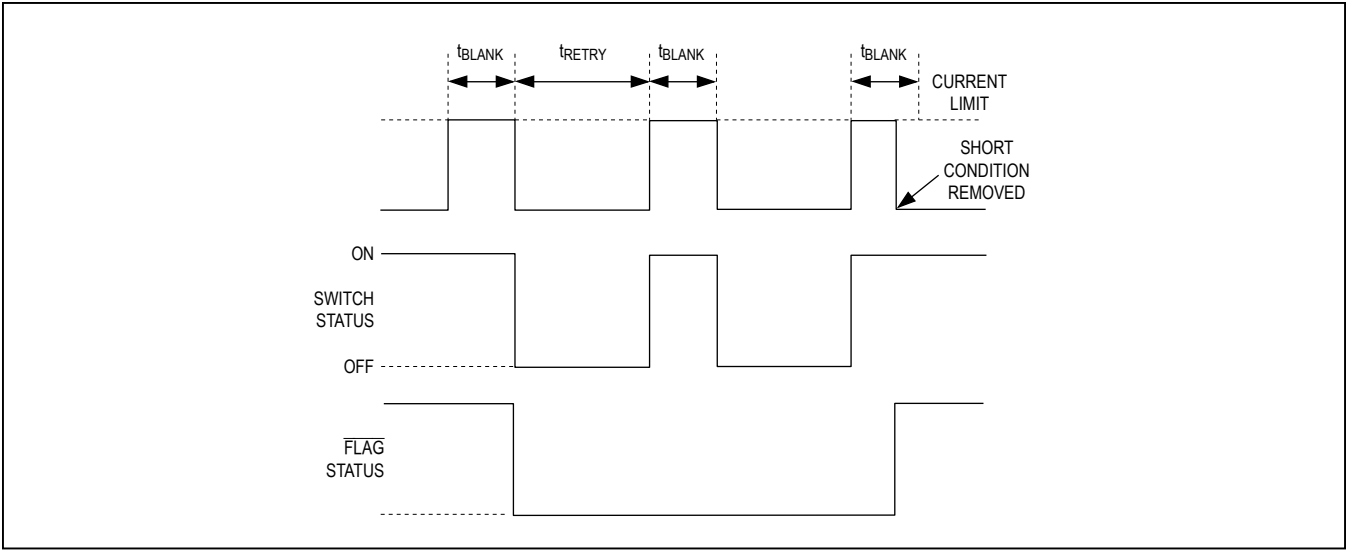 tBLANK
tRETRY
tBLANK
tBLANK
CURRENT
LIMIT
SHORT
CONDITION
REMOVED
ON
SWITCH
STATUS
OFF
FLAG
STATUS